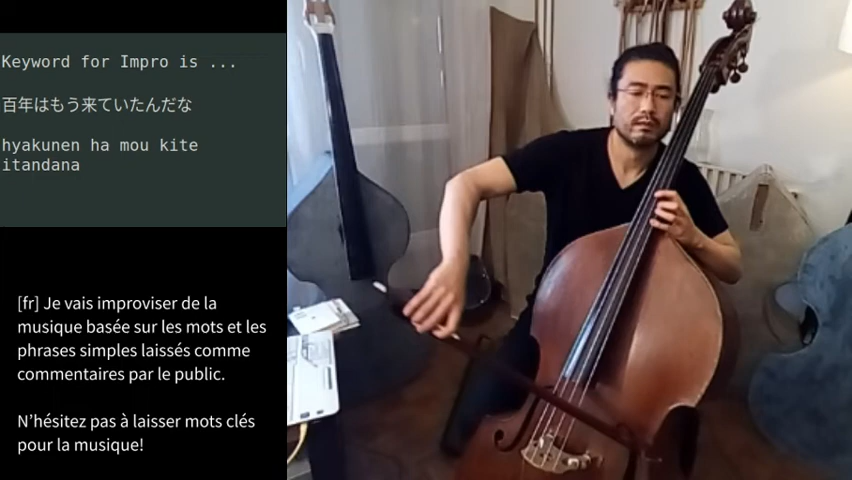 Keyword for Impro is ...
百年はもう来ていたんだな
hyakunen ha mou kite
itandana
[fr] Je vais improviser de la
musique basée sur les mots et les
phrases simples laissés comme
commentaires par le public.
N'hésitez pas à laisser mots clés
pour la musique!